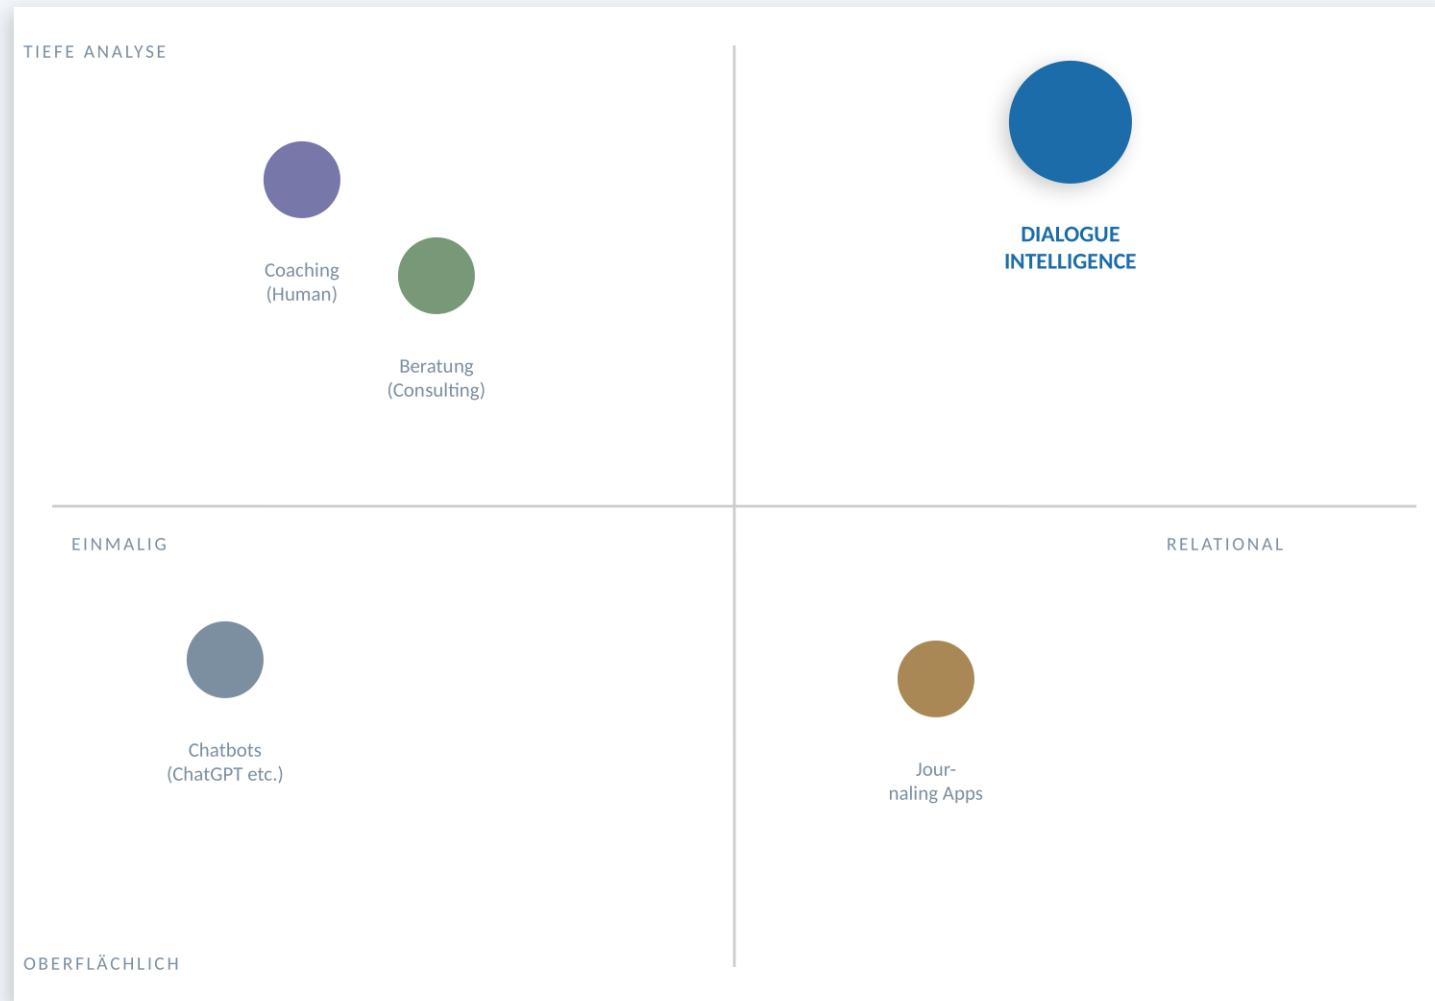 TIEFE ANALYSE
DIALOGUE
INTELLIGENCE
Coaching
(Human)
Beratung
(Consulting)
EINMALIG
RELATIONAL
Chatbots
(ChatGPT etc.)
Jour-
naling Apps
OBERFLÄCHLICH